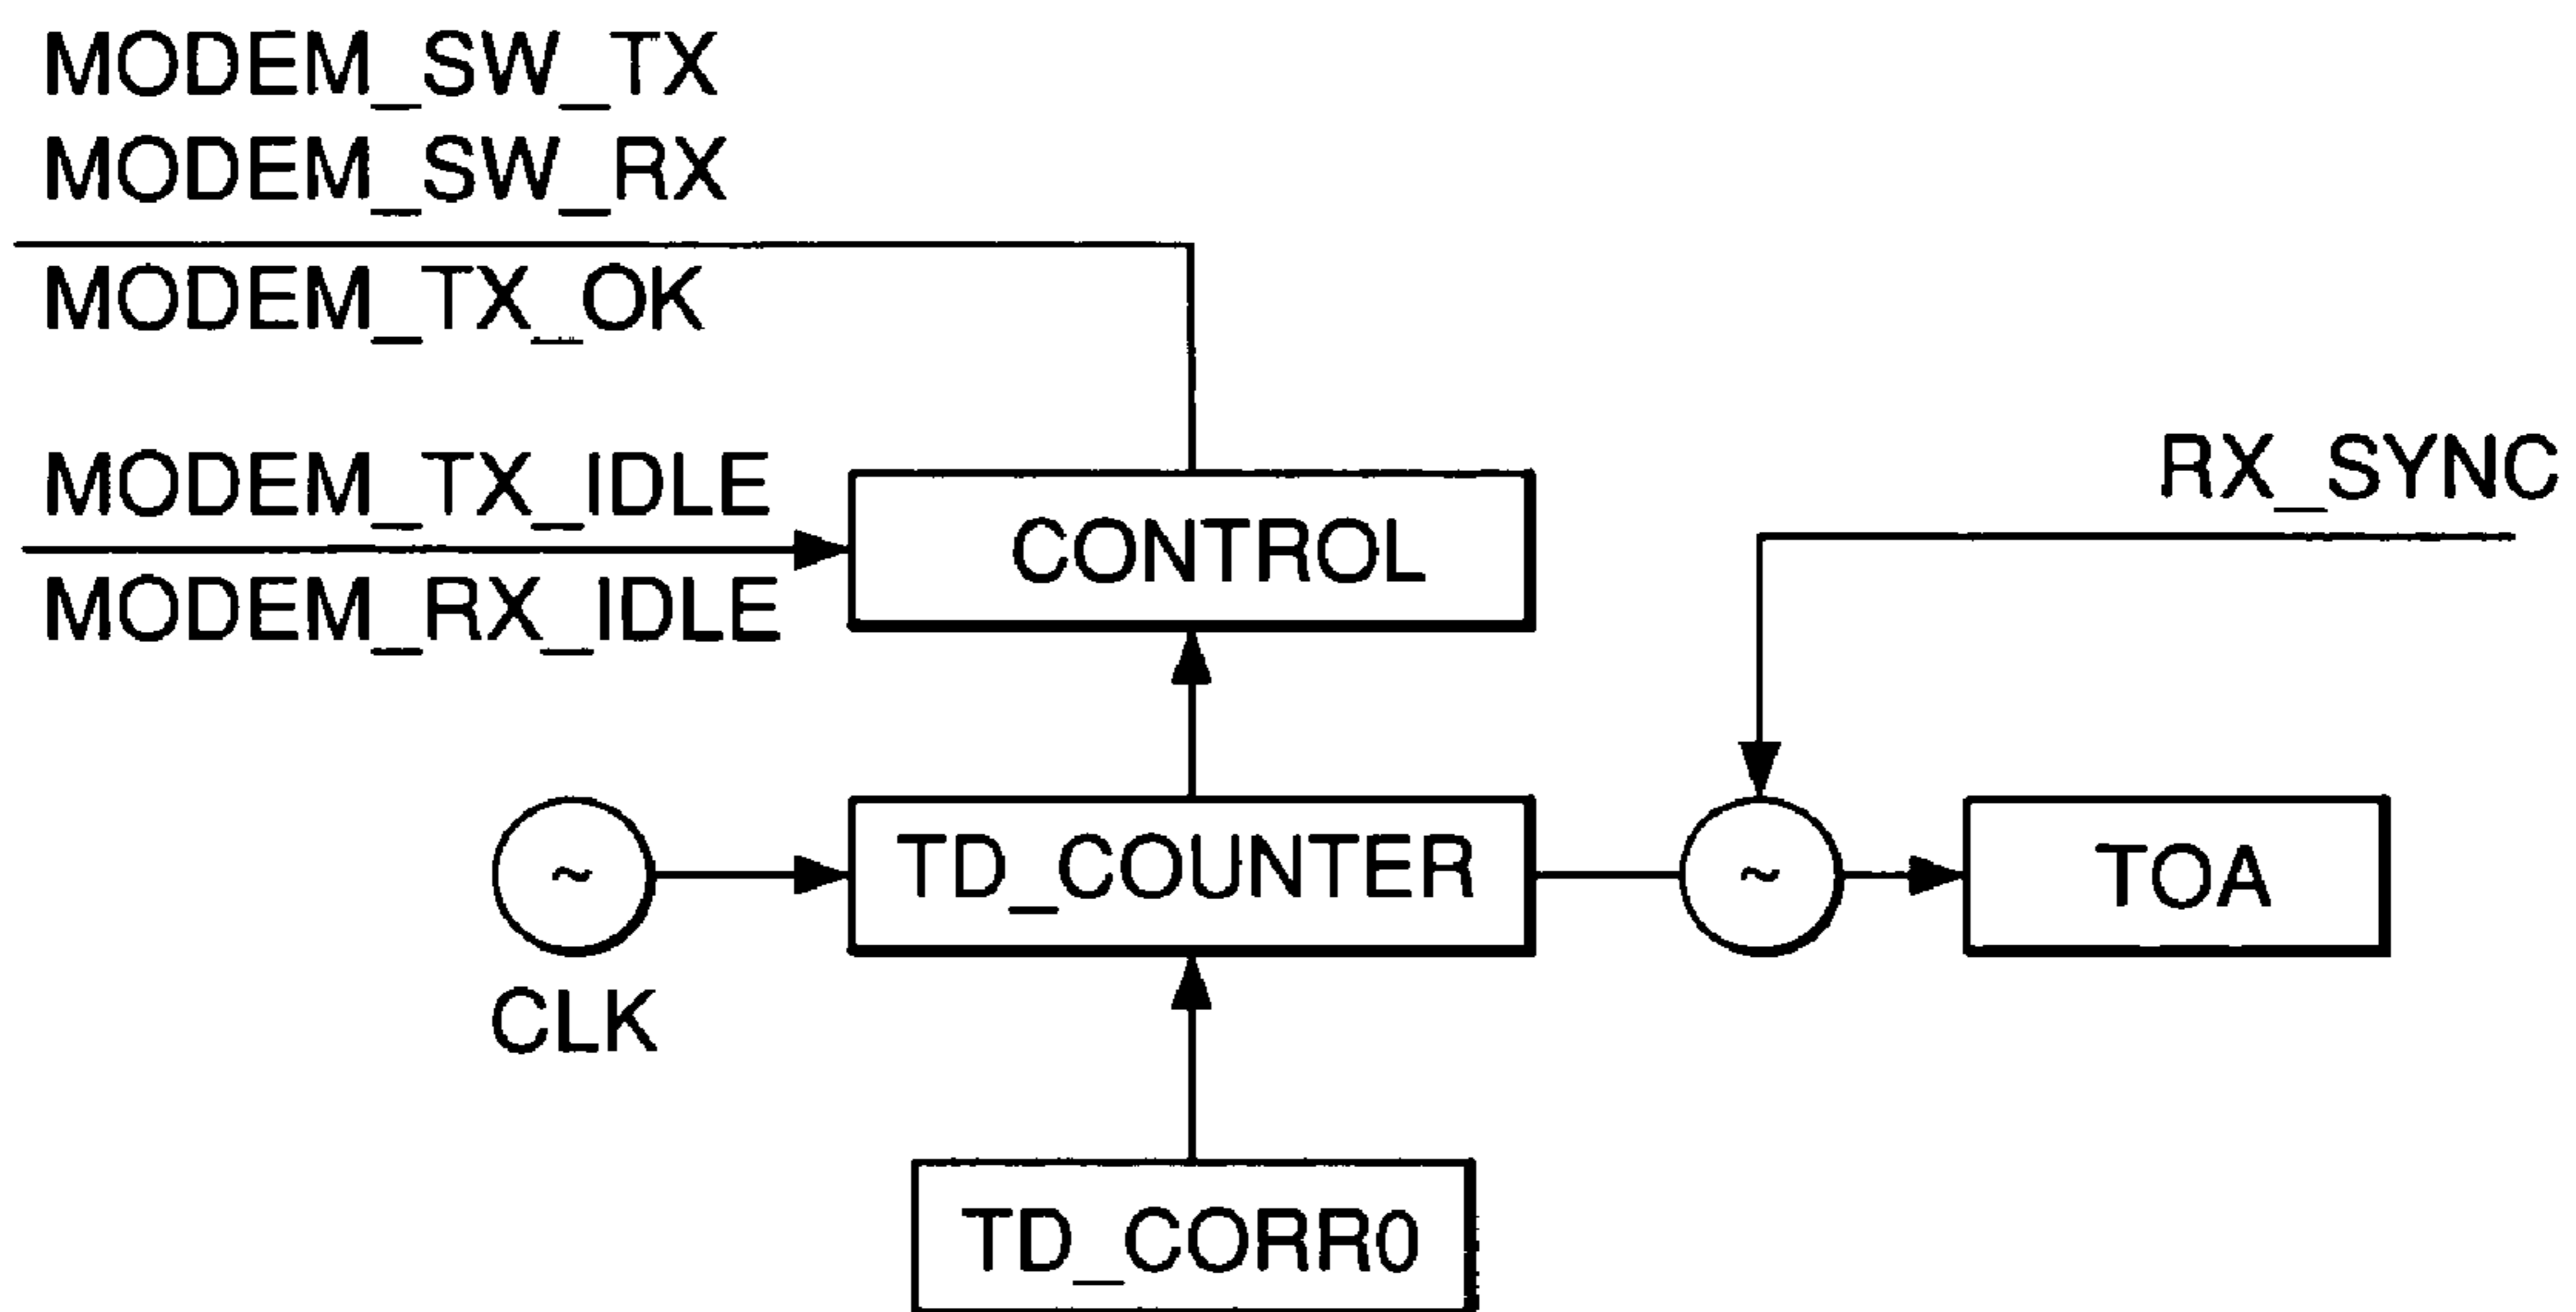 MODEM_SW_TX
MODEM_SW_RX
MODEM_TX_OK
MODEM_TX_IDLE
RX_SYNC
CONTROL
MODEM_RX_IDLE
~
TD_COUNTER
~
TOA
CLK
TD_CORR0